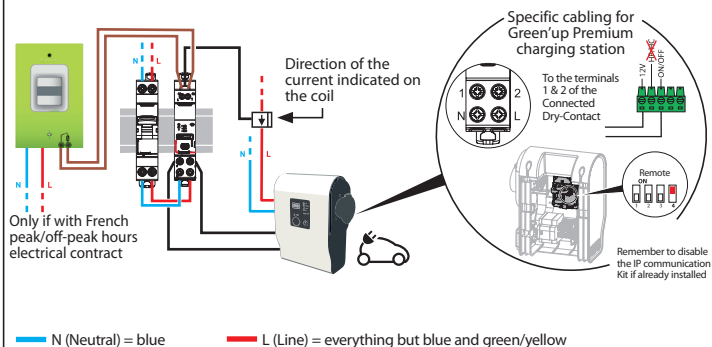 N
L
Direction of the
current indicated on
the coil
N
L
N
L
Only if with French
peak/off-peak hours
electrical contract
Specific cabling for
Green'up Premium
charging station
1
2
N
L
To the terminals
1 & 2 of the
Connected
Dry-Contact
12V
ON/OFF
Remote
ON
1 2 3 4
Remember to disable
the IP communication
Kit if already installed
N (Neutral) = blue
L (Line) = everything but blue and green/yellow